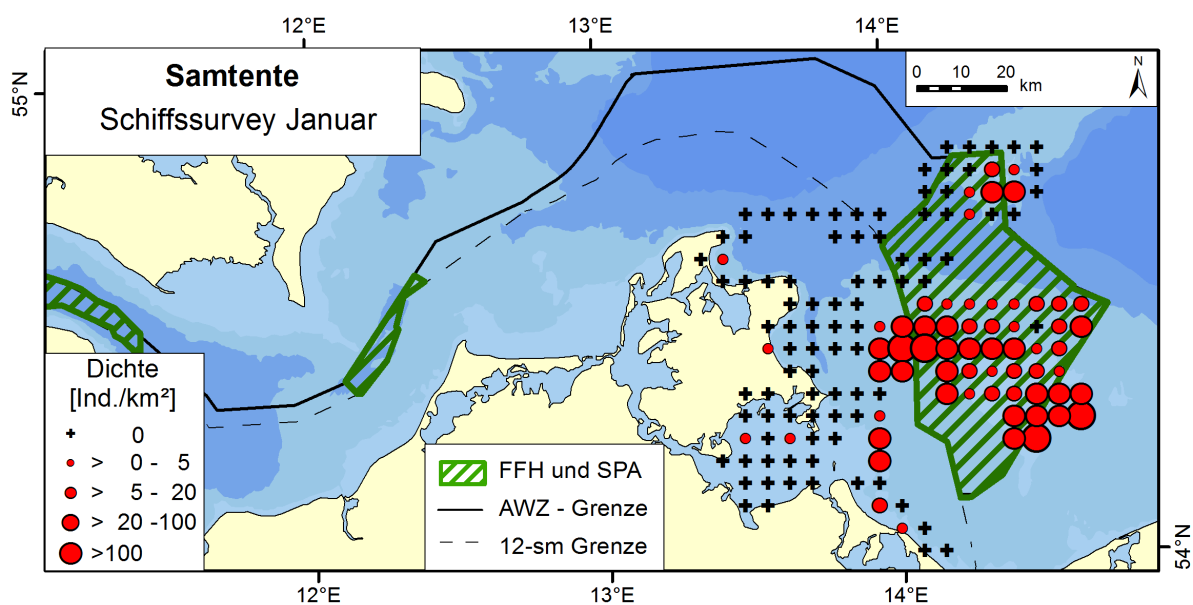 12°E 13°E 14°E
Samtente
Schiffssurvey Januar
0 10 20
km
N
55°N
Dichte
[Ind./km²]
0
> 0 - 5
> 5 - 20
> 20 -100
>100
FFH und SPA
AWZ - Grenze
12-sm Grenze
54°N
12°E 13°E 14°E